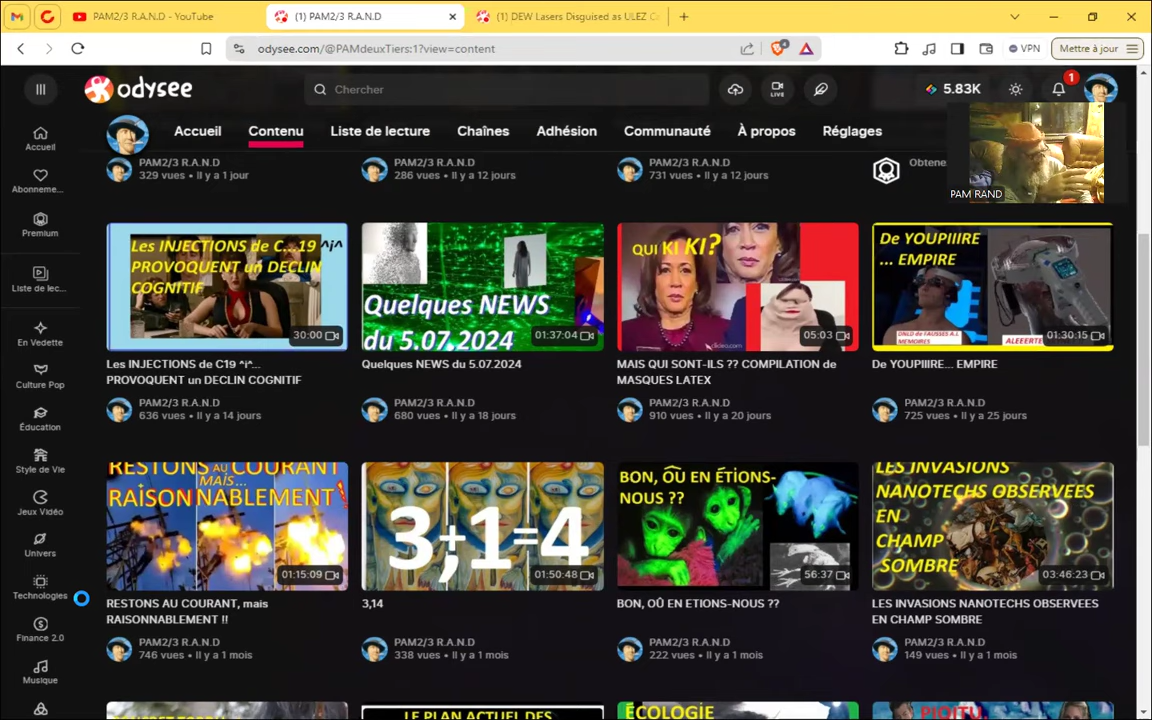 (1) PAM2/3 R.A.N.D - YouTube
(1) PAM2/3 R.A.N.D
(1) DEW Lasers Disguised as ULEZ C
odysee.com/@PAMdeuxTiers:1?view=content
VPN
Mettre à jour
odysee
Chercher
LIVE
5.83K
1
Accueil
Contenu
Liste de lecture
Chaînes
Adhésion
Communauté
À propos
Réglages
PAM RAND
Accueil
Abonneme...
Premium
Liste de lec...
En Vedette
Culture Pop
Éducation
Style de Vie
Jeux Vidéo
Univers
Technologies
Finance 2.0
Musique
PAM2/3 R.A.N.D
329 vues • Il y a 1 jour
PAM2/3 R.A.N.D
286 vues • Il y a 12 jours
PAM2/3 R.A.N.D
731 vues • Il y a 12 jours
Obtene
Les INJECTIONS de C...19 ^i^
PROVOQUENT un DECLIN
COGNITIF
30:00
Les INJECTIONS de C19 ^i^...
PROVOQUENT un DECLIN COGNITIF
PAM2/3 R.A.N.D
636 vues • Il y a 14 jours
Quelques NEWS
du 5.07.2024
01:37:04
Quelques NEWS du 5.07.2024
PAM2/3 R.A.N.D
680 vues • Il y a 18 jours
QUI KI KI?
05:03
MAIS QUI SONT-ILS ?? COMPILATION de
MASQUES LATEX
PAM2/3 R.A.N.D
910 vues • Il y a 20 jours
De YOUPIIIRE
... EMPIRE
DNLD de FAUSSES A.I.
MEMOIRES
ALEEERTE
01:30:15
De YOUPIIIRE... EMPIRE
PAM2/3 R.A.N.D
725 vues • Il y a 25 jours
RESTONS AU COURANT
MAIS...
RAISONNABLEMENT !
01:15:09
RESTONS AU COURANT, mais
RAISONNABLEMENT !!
PAM2/3 R.A.N.D
746 vues • Il y a 1 mois
3,1=4
01:50:48
3,14
PAM2/3 R.A.N.D
338 vues • Il y a 1 mois
BON, OÙ EN ÉTIONS-
NOUS ??
56:37
BON, OÛ EN ETIONS-NOUS ??
PAM2/3 R.A.N.D
222 vues • Il y a 1 mois
LES INVASIONS
NANOTECHS OBSERVEES
EN
CHAMP
SOMBRE
03:46:23
LES INVASIONS NANOTECHS OBSERVEES
EN CHAMP SOMBRE
PAM2/3 R.A.N.D
149 vues • Il y a 1 mois
LE PLAN ACTUEL DES
ÉCOLOGIE
PIQITU